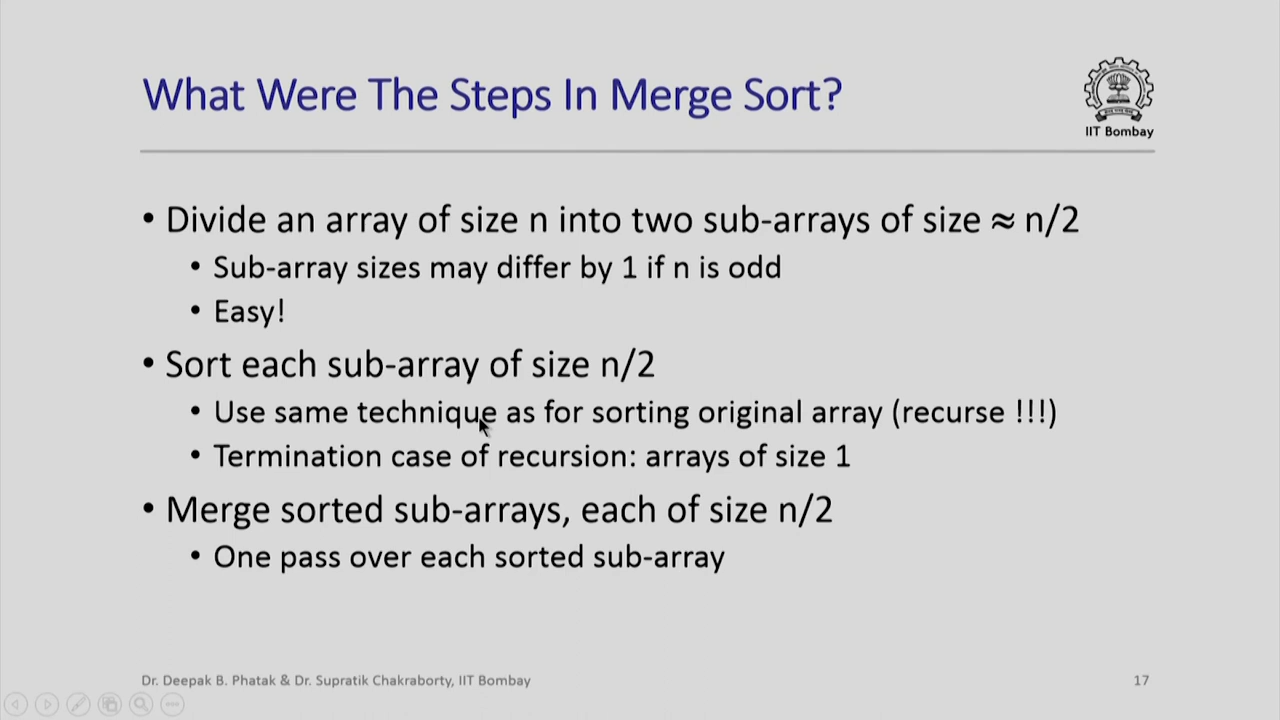 What Were The Steps In Merge Sort?
IIT Bombay
• Divide an array of size n into two sub-arrays of size ≈ n/2
• Sub-array sizes may differ by 1 if n is odd
• Easy!
• Sort each sub-array of size n/2
• Use same technique as for sorting original array (recurse !!!)
• Termination case of recursion: arrays of size 1
• Merge sorted sub-arrays, each of size n/2
• One pass over each sorted sub-array
Dr. Deepak B. Phatak & Dr. Supratik Chakraborty, IIT Bombay
17